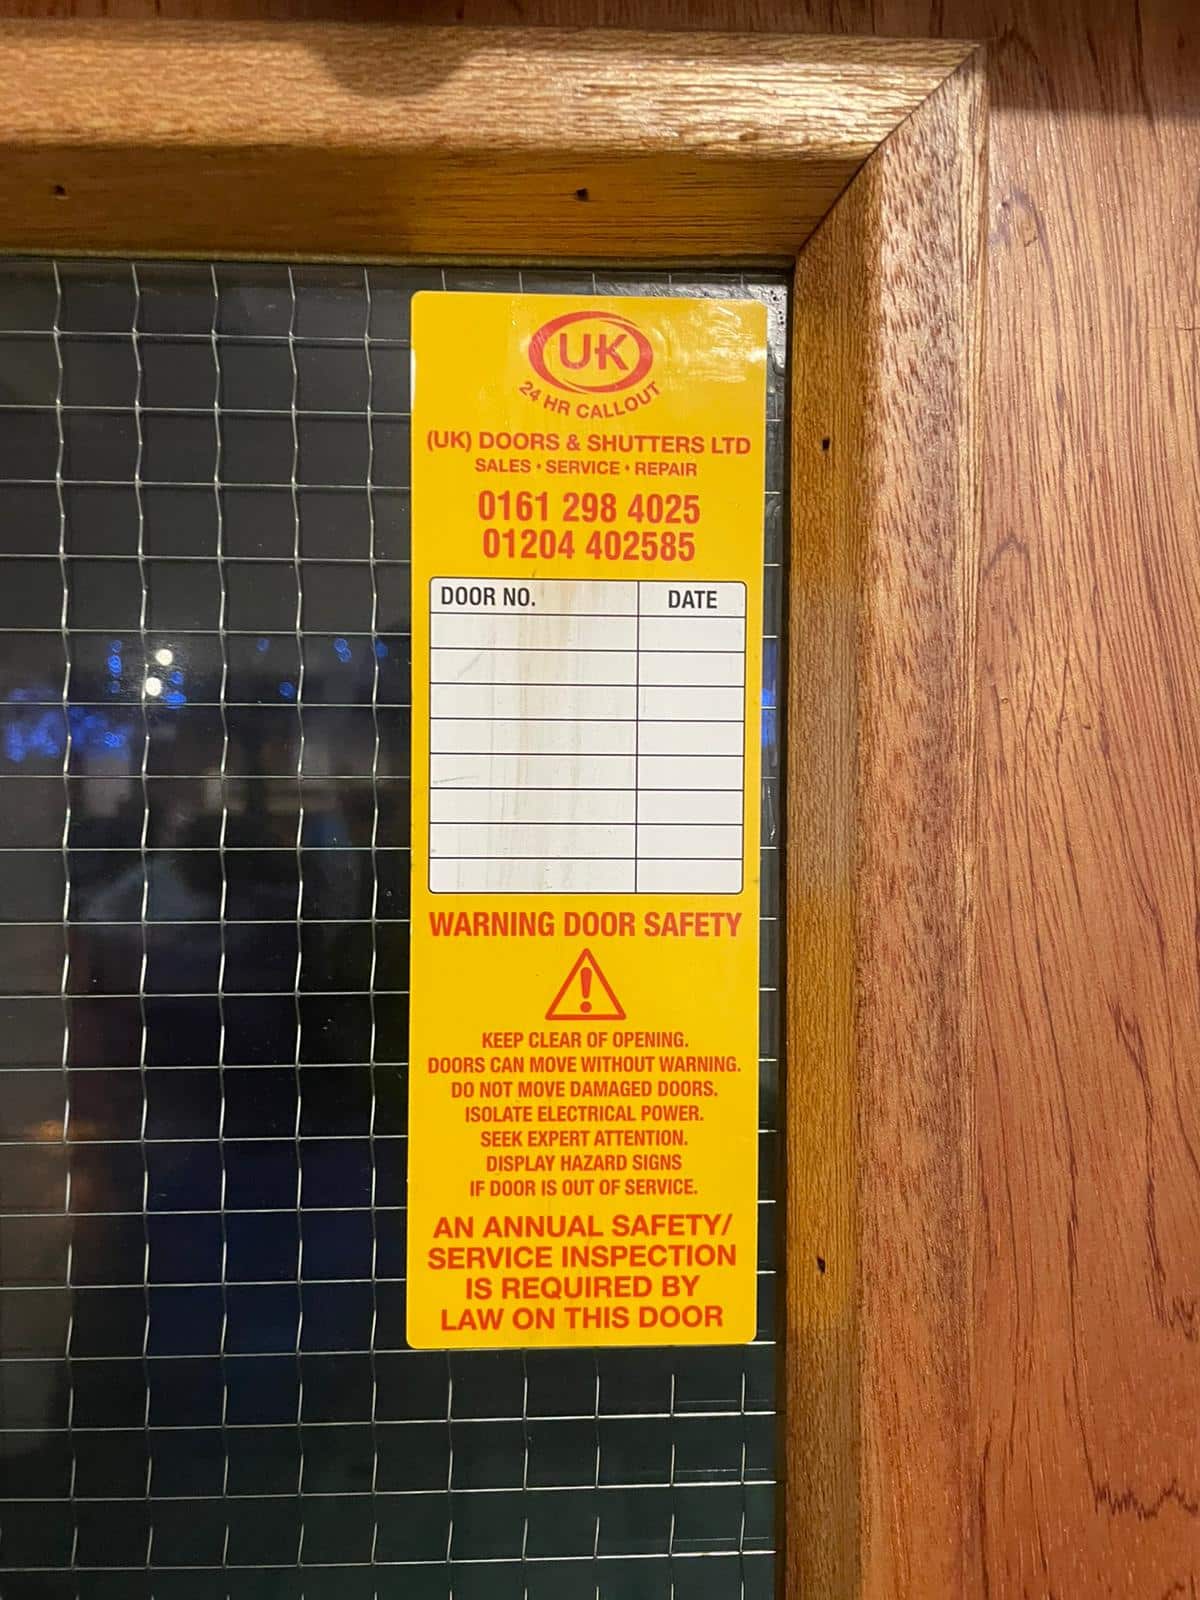 UK
24 HR CALLOUT
(UK) DOORS & SHUTTERS LTD
SALES • SERVICE • REPAIR
0161 298 4025
01204 402585
DOOR NO. DATE
WARNING DOOR SAFETY
!
KEEP CLEAR OF OPENING.
DOORS CAN MOVE WITHOUT WARNING.
DO NOT MOVE DAMAGED DOORS.
ISOLATE ELECTRICAL POWER.
SEEK EXPERT ATTENTION.
DISPLAY HAZARD SIGNS
IF DOOR IS OUT OF SERVICE.
AN ANNUAL SAFETY/
SERVICE INSPECTION
IS REQUIRED BY
LAW ON THIS DOOR